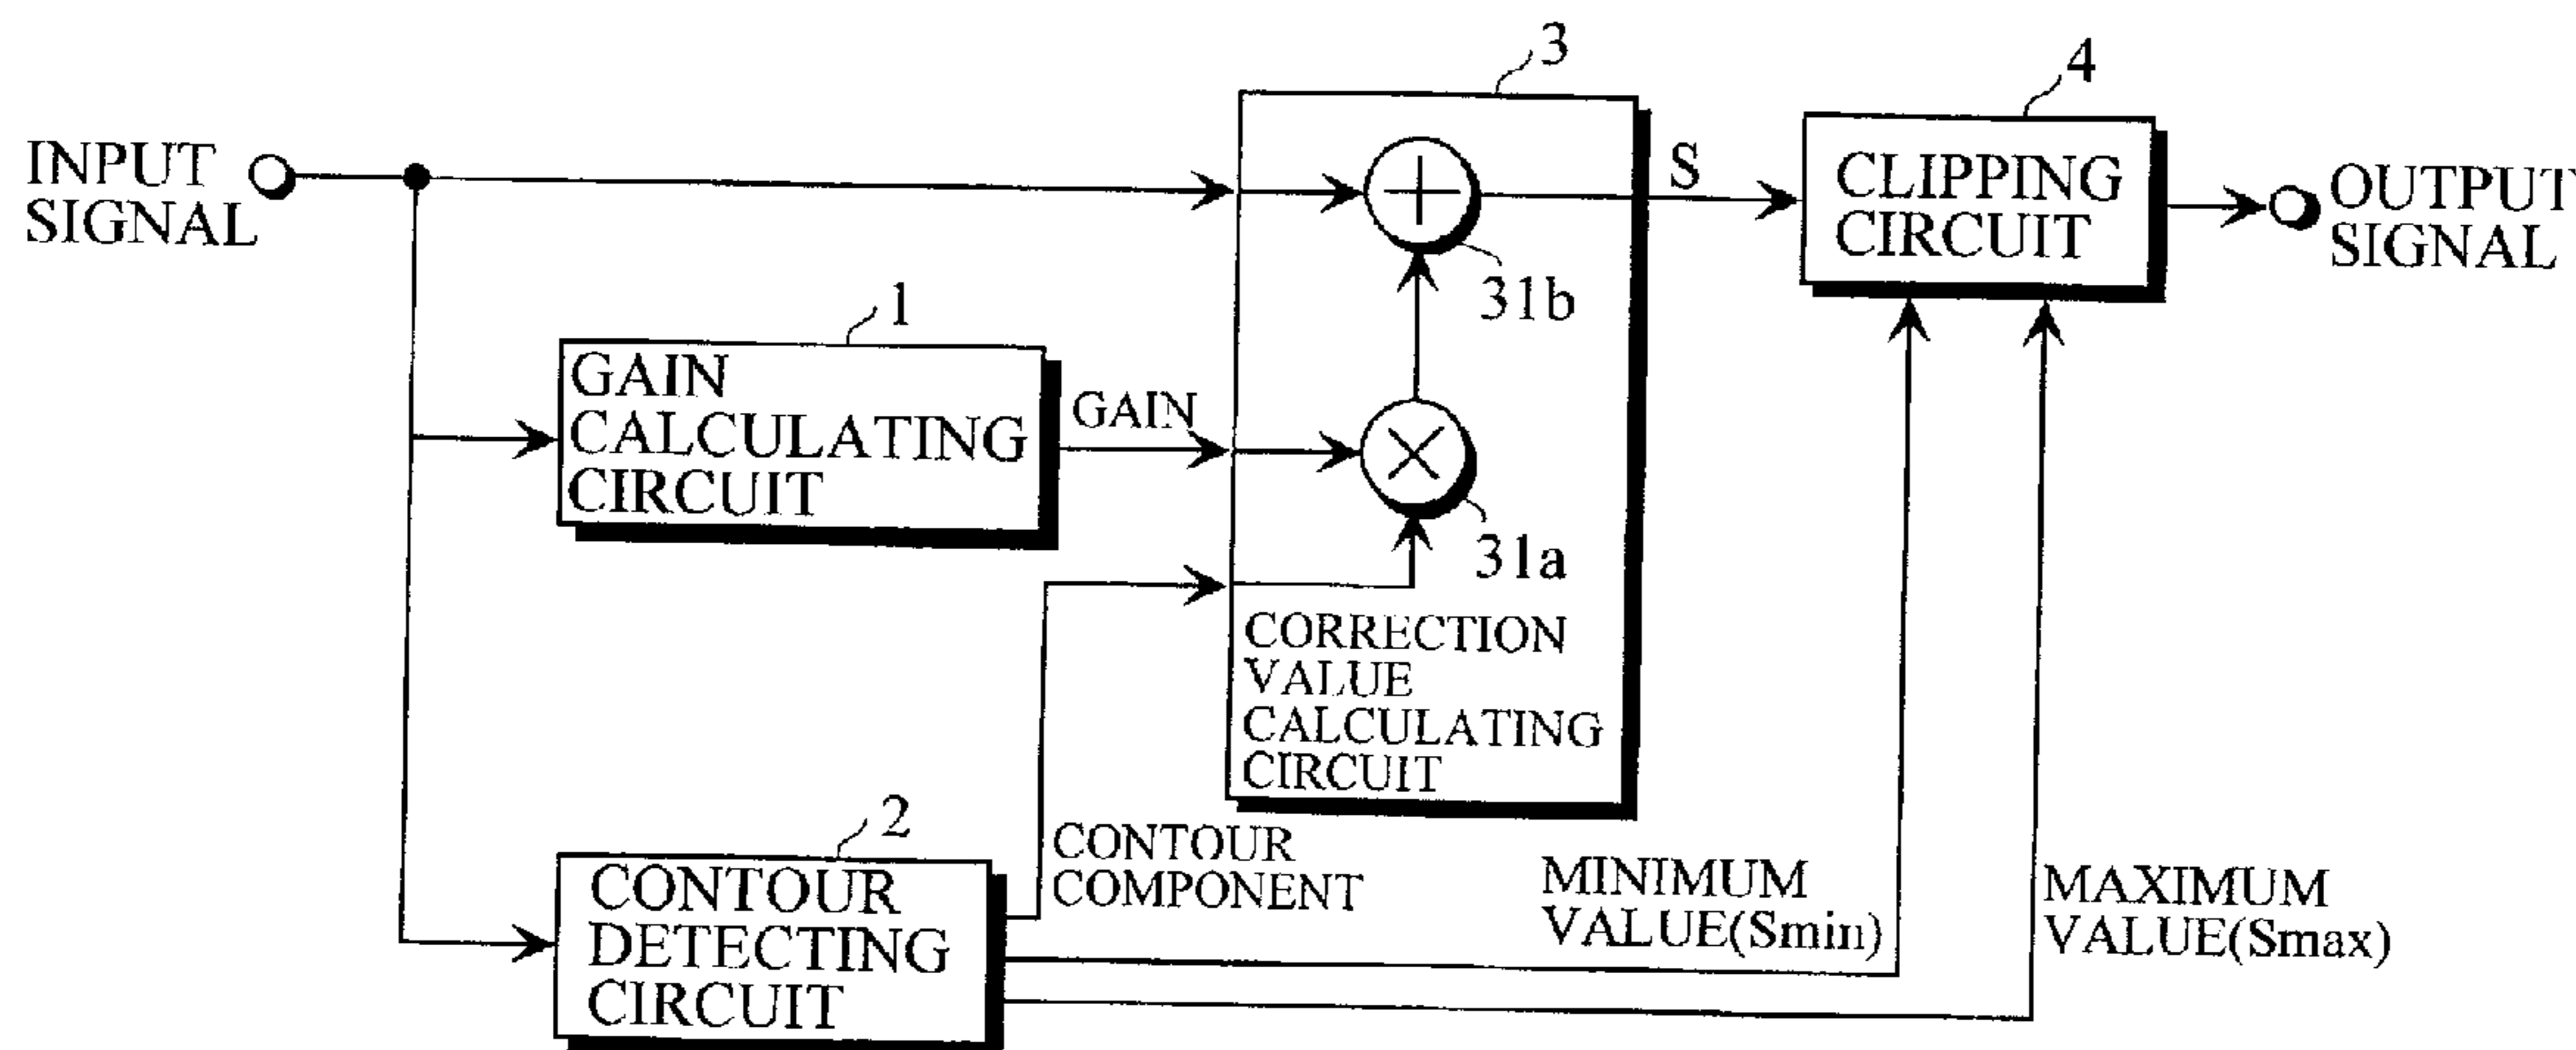 3
4
INPUT
SIGNAL
S
CLIPPING
CIRCUIT
OUTPUT
SIGNAL
31b
1
GAIN
CALCULATING
CIRCUIT
GAIN
31a
CORRECTION
VALUE
CALCULATING
CIRCUIT
2
CONTOUR
DETECTING
CIRCUIT
CONTOUR
COMPONENT
MINIMUM
VALUE(Smin)
MAXIMUM
VALUE(Smax)